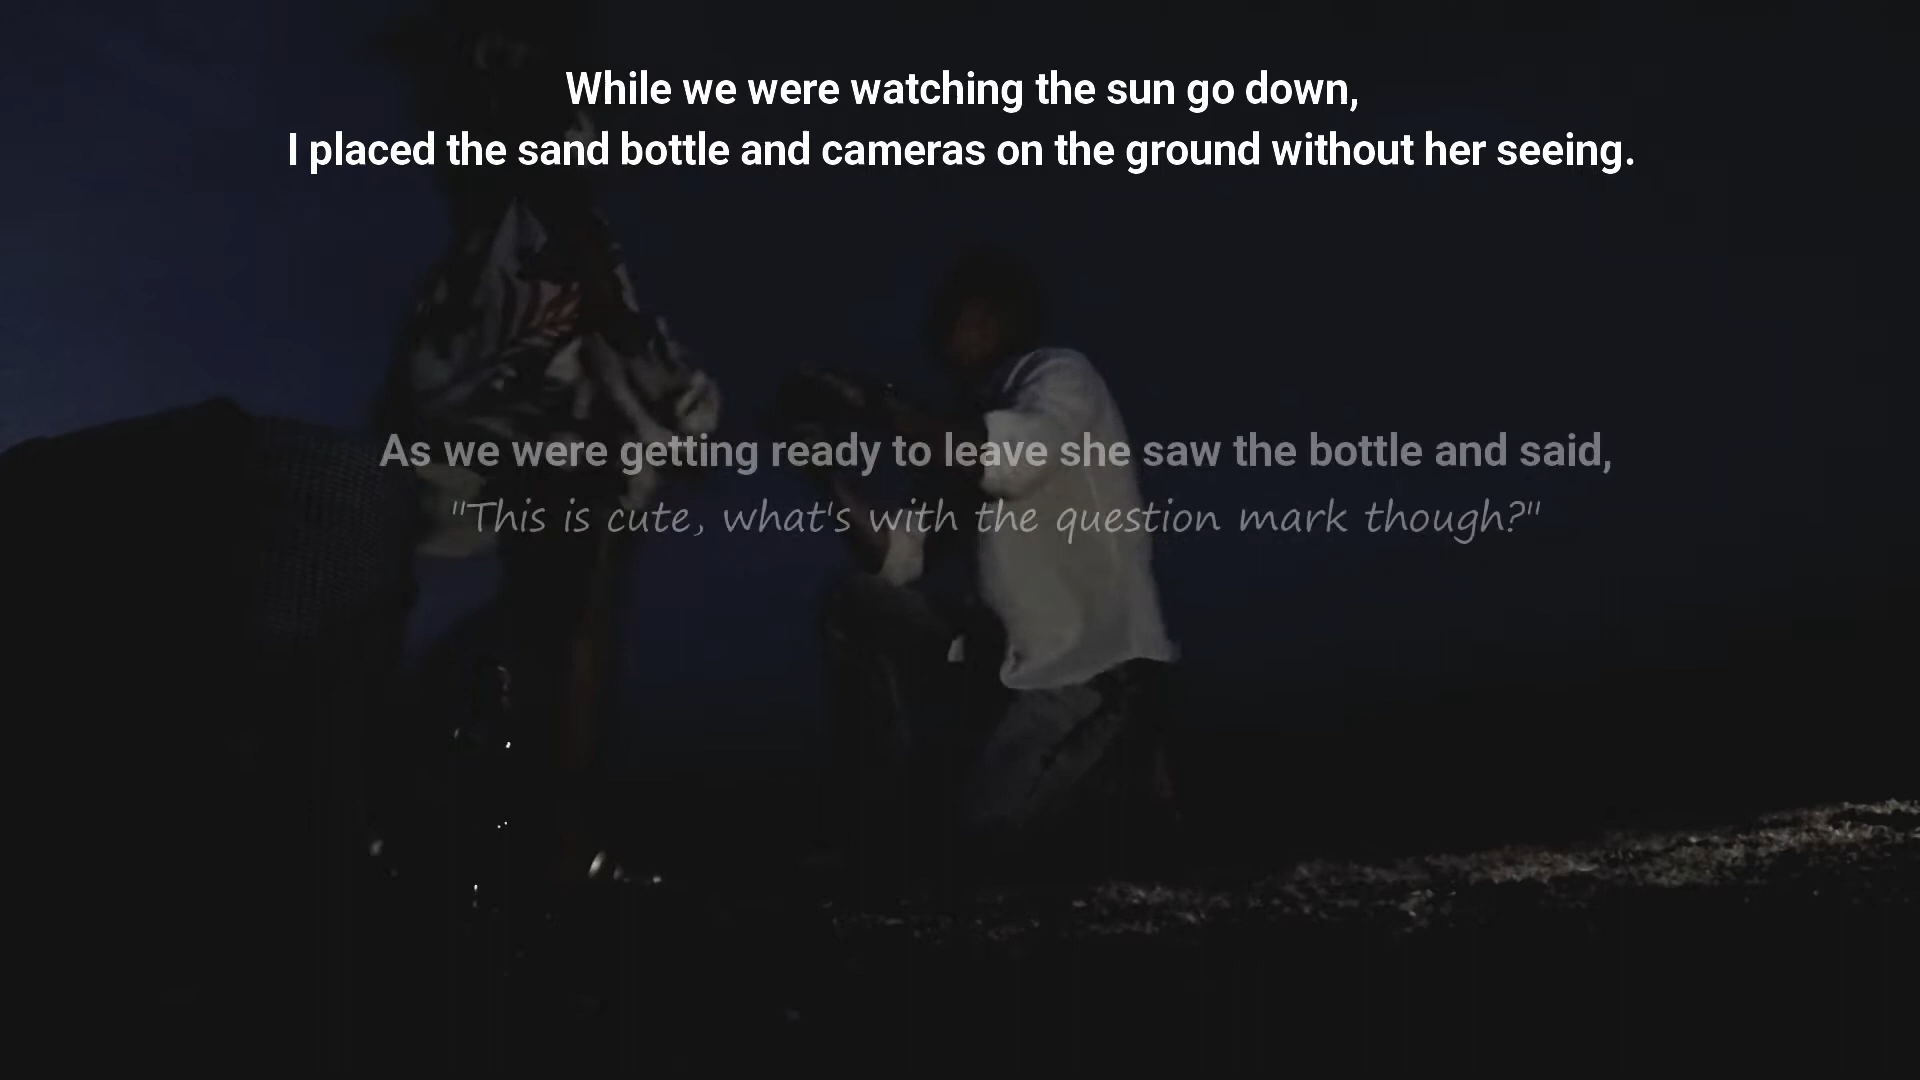 While we were watching the sun go down,
I placed the sand bottle and cameras on the ground without her seeing.
As we were getting ready to leave she saw the bottle and said,
"This is cute, what's with the question mark though?"